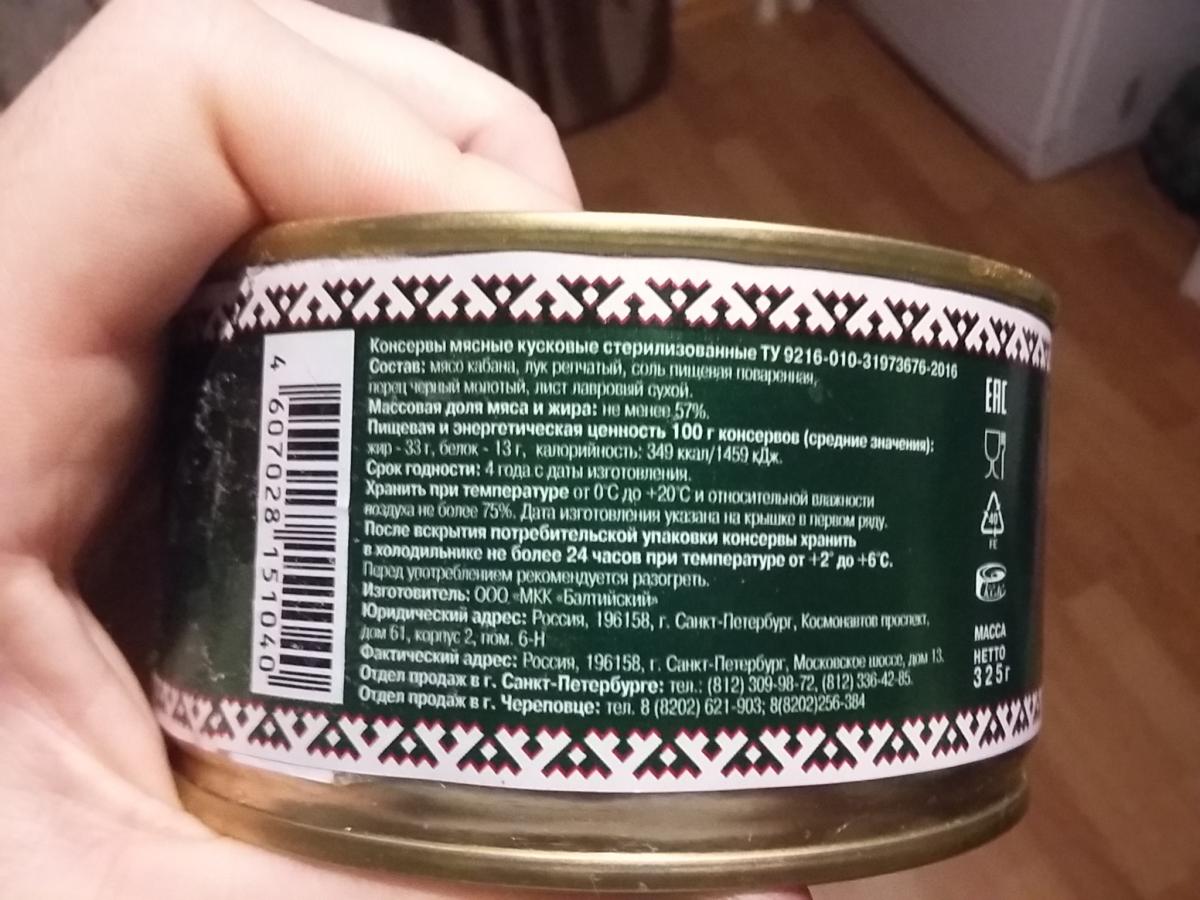 Консервы мясные кусковые стерилизованные ТУ 9216-010-31973676-2016
Состав: мясо кабана, лук репчатый, соль пищевая поваренная,
перец черный молотый, лист лавровый сухой.
Массовая доля мяса и жира: не менее 57%.
Пищевая и энергетическая ценность 100 г консервов (средние значения):
жир - 33 г, белок - 13 г, калорийность: 349 ккал/1459 кДж.
Срок годности: 4 года с даты изготовления.
Хранить при температуре от 0°С до +20°С и относительной влажности
воздуха не более 75%. Дата изготовления указана на крышке в первом ряду.
После вскрытия потребительской упаковки консервы хранить
в холодильнике не более 24 часов при температуре от +2° до +6°С.
Перед употреблением рекомендуется разогреть.
Изготовитель: ООО «МКК «Балтийский»
Юридический адрес: Россия, 196158, г. Санкт-Петербург, Космонавтов проспект,
дом 61, корпус 2, пом. 6-Н
Фактический адрес: Россия, 196158, г. Санкт-Петербург, Московское шоссе, дом 13.
Отдел продаж в г. Санкт-Петербурге: тел.: (812) 309-98-72, (812) 336-42-85.
Отдел продаж в г. Череповце: тел. 8 (8202) 621-903; 8(8202)256-384
4 607028 151040
ЕАС
40
FE
МАССА
НЕТТО
325г